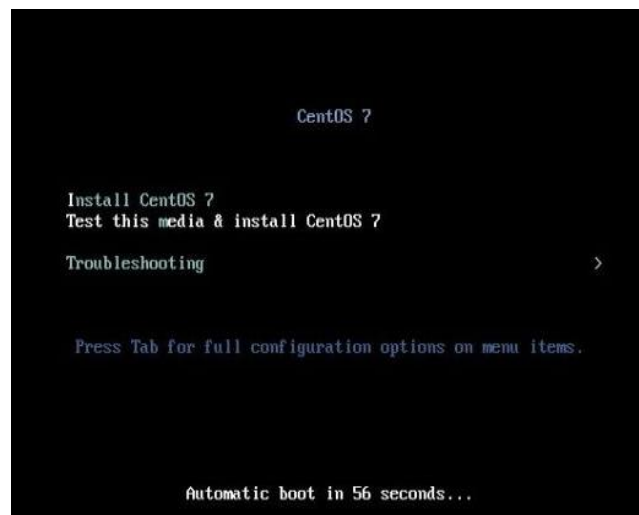 CentOS 7
Install CentOS 7
Test this media & install CentOS 7
Troubleshooting >
Press Tab for full configuration options on menu items.
Automatic boot in 56 seconds...